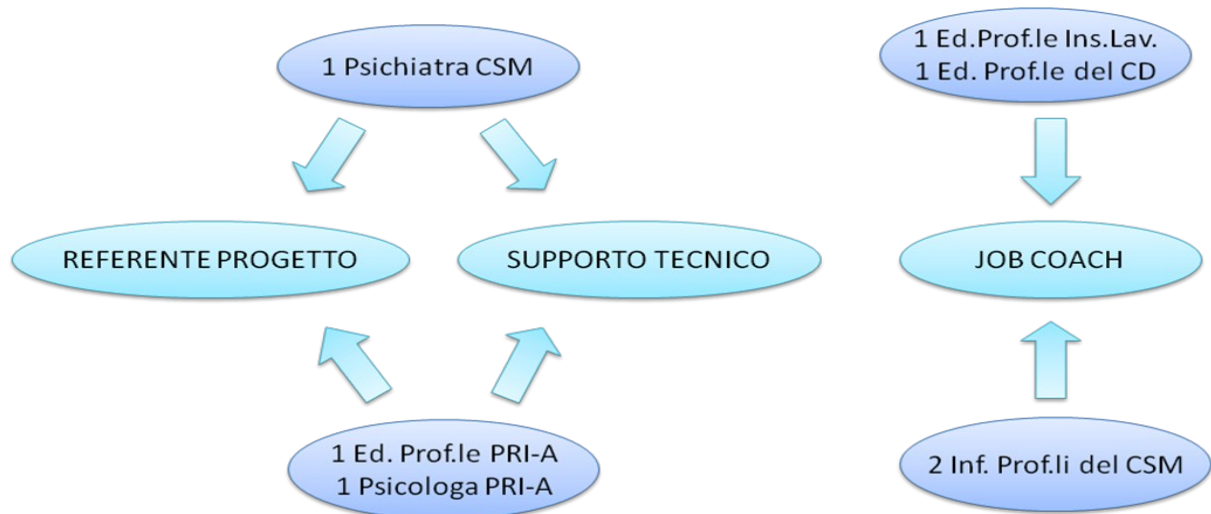 1 Psichiatra CSM
1 Ed.Prof.le Ins.Lav.
1 Ed. Prof.le del CD
REFERENTE PROGETTO
SUPPORTO TECNICO
JOB COACH
1 Ed. Prof.le PRI-A
1 Psicologa PRI-A
2 Inf. Prof.li del CSM